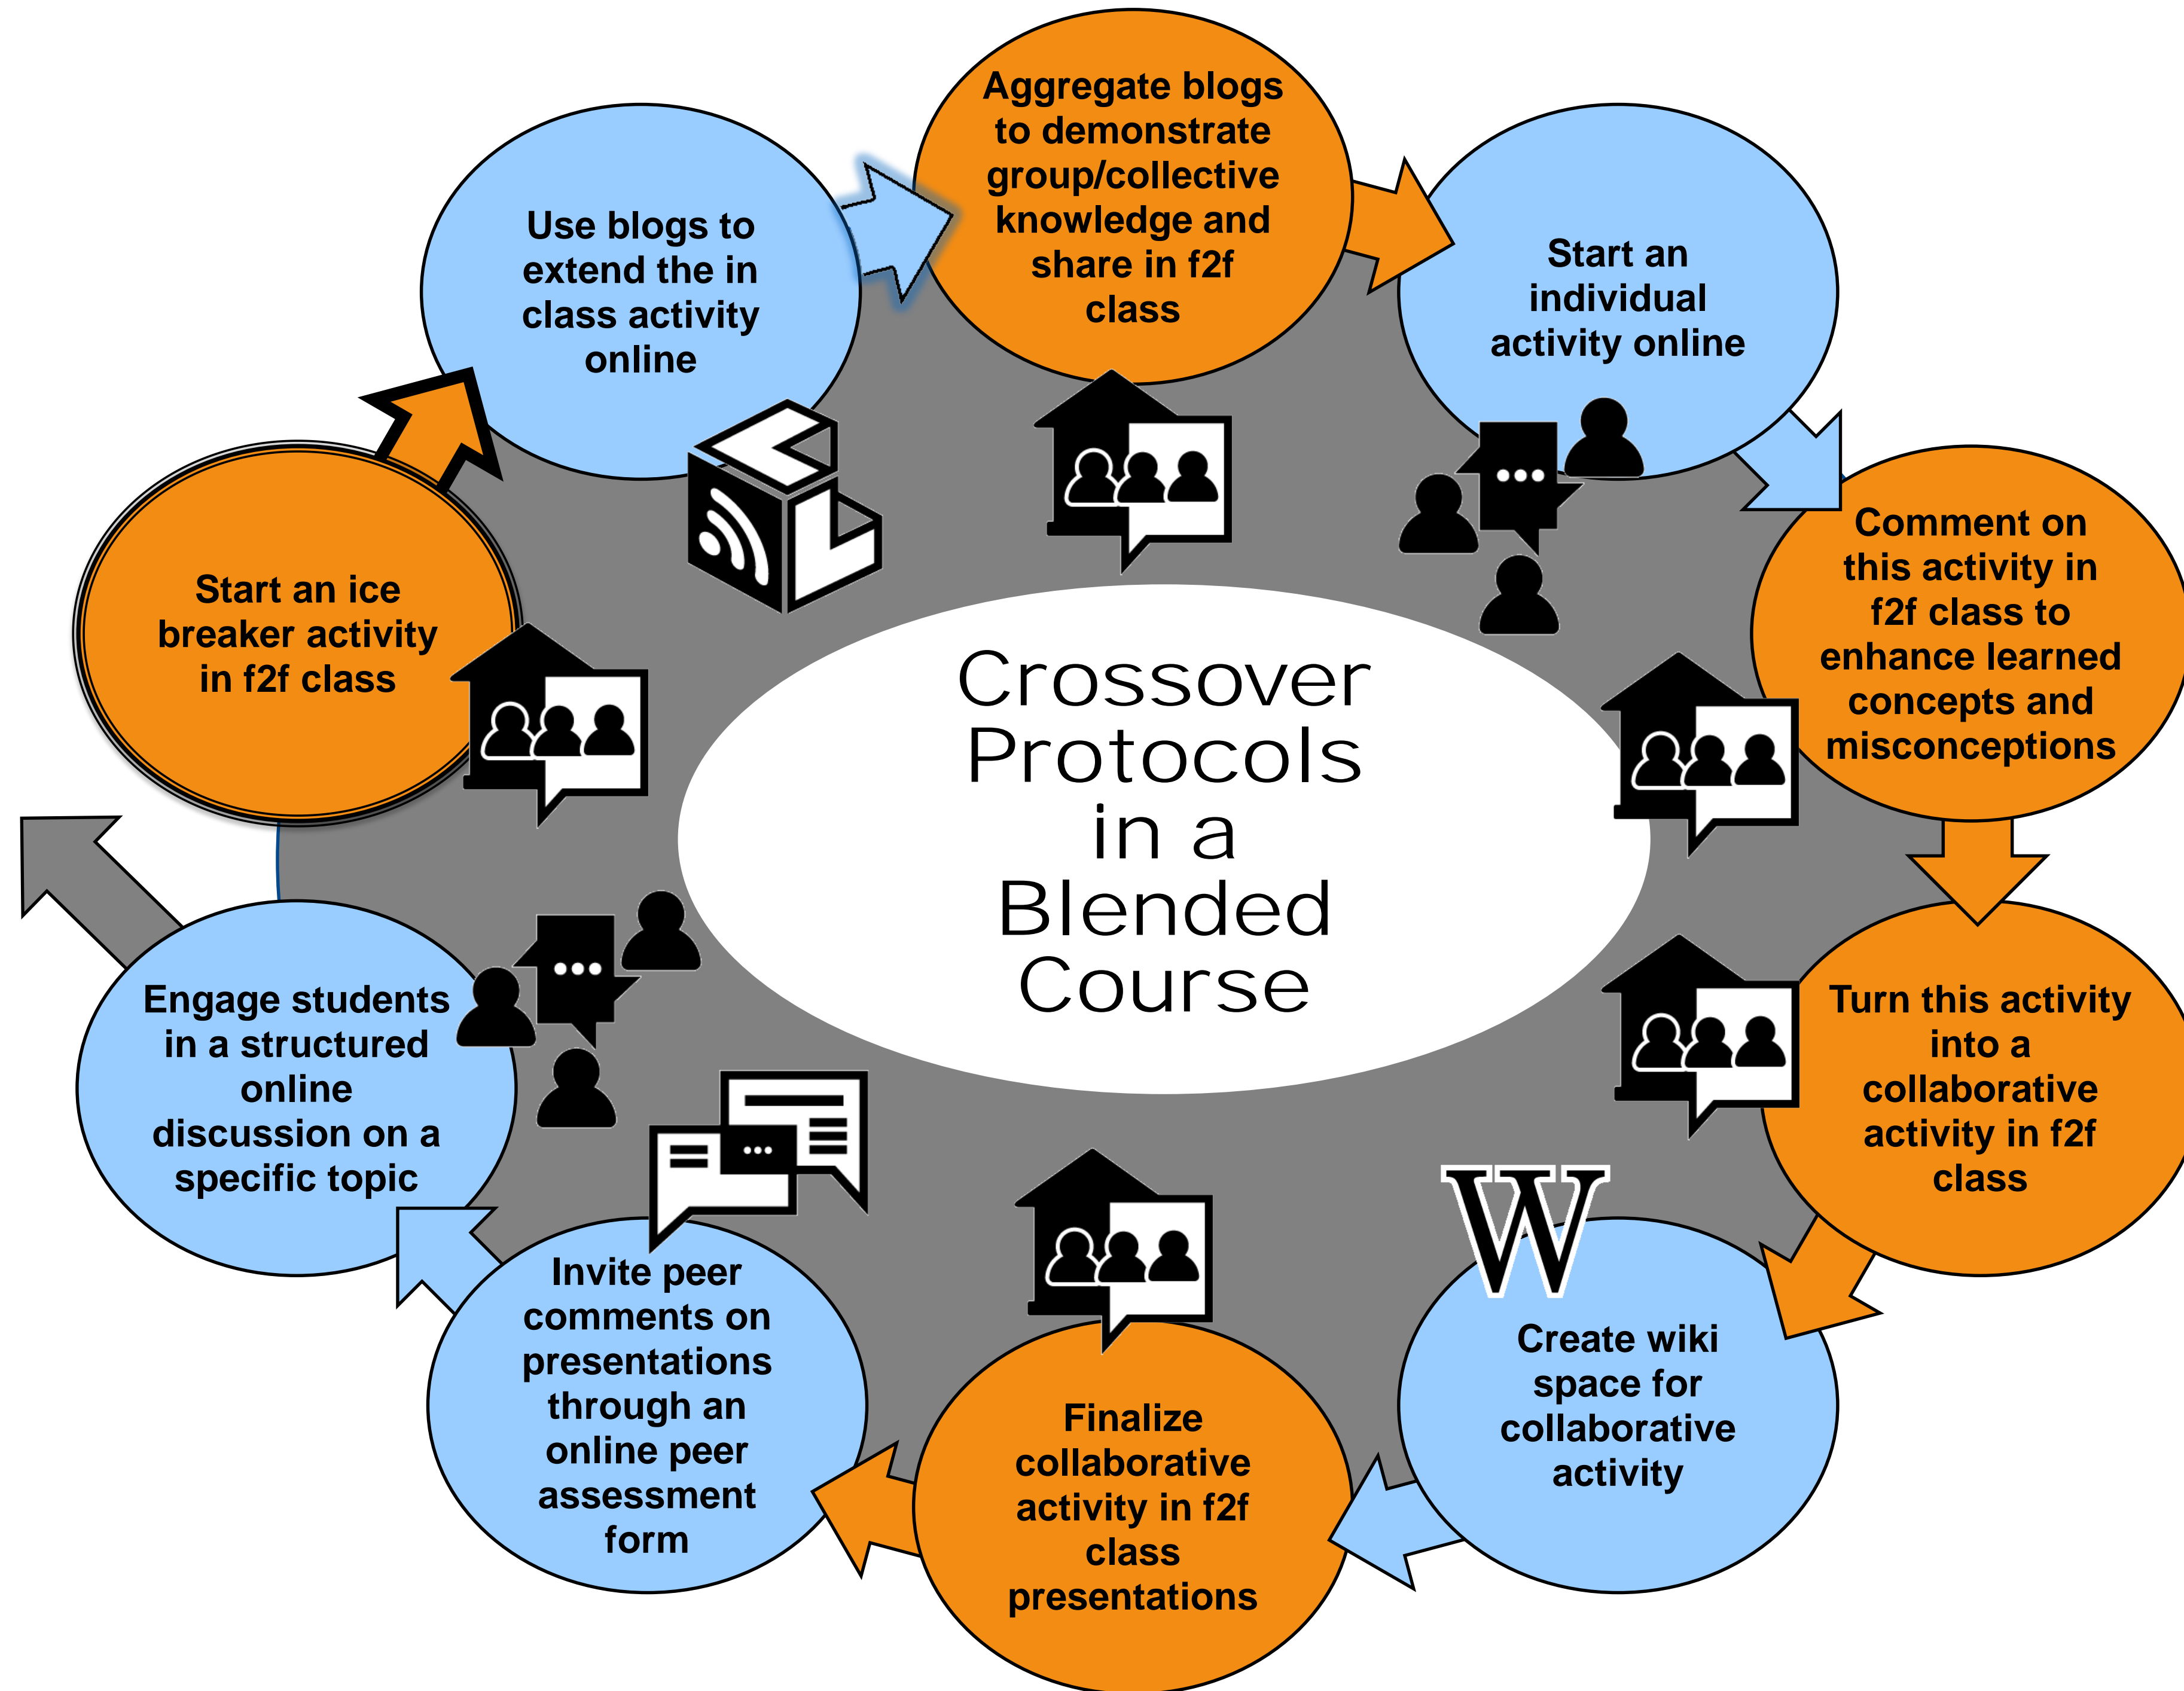 Aggregate blogs
to demonstrate
group/collective
knowledge and
share in f2f
class
Use blogs to
extend the in
class activity
online
Start an
individual
activity online
Comment on
this activity in
f2f class to
enhance learned
concepts and
misconceptions
Start an ice
breaker activity
in f2f class
Crossover
Protocols
in a
Blended
Course
Engage students
in a structured
online
discussion on a
specific topic
Turn this activity
into a
collaborative
activity in f2f
class
W
Invite peer
comments on
presentations
through an
online peer
assessment
form
Finalize
collaborative
activity in f2f
class
presentations
Create wiki
space for
collaborative
activity